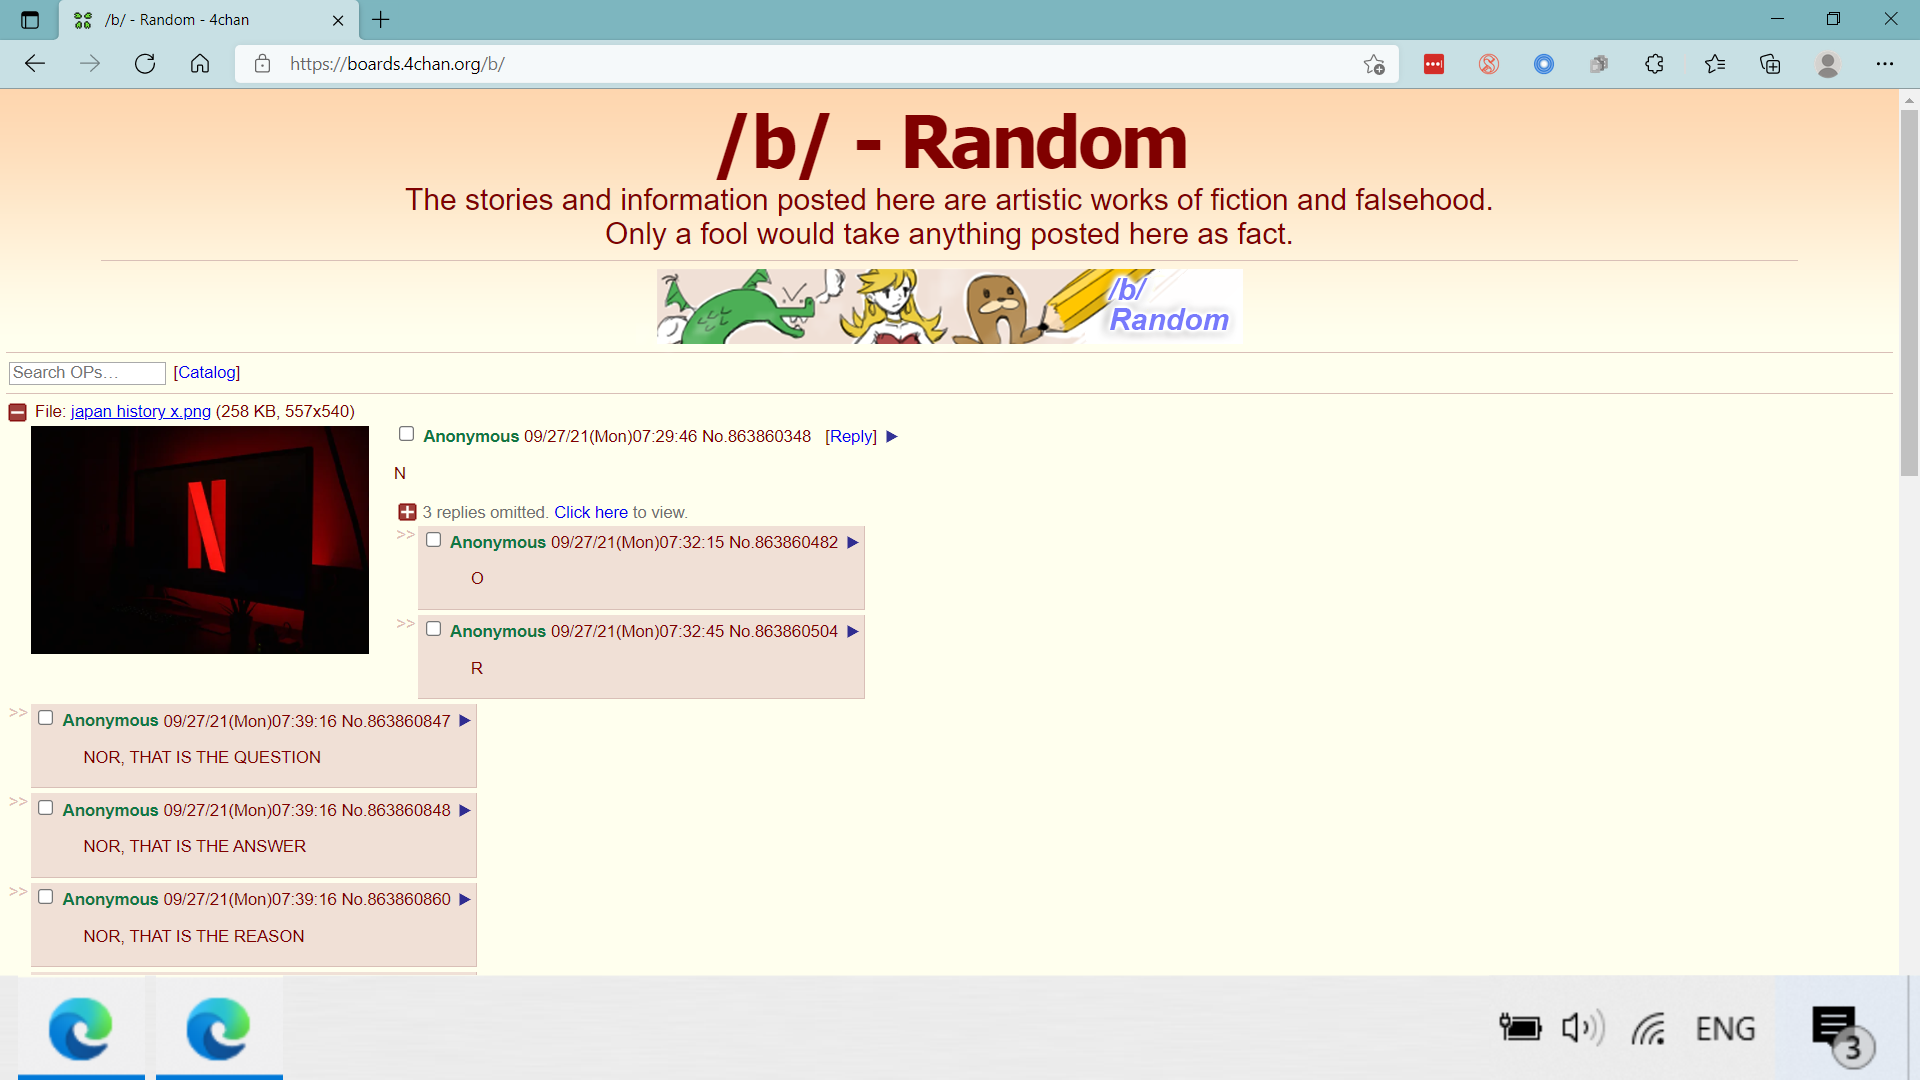 /b/ - Random - 4chan
https://boards.4chan.org/b/
/b/ - Random
The stories and information posted here are artistic works of fiction and falsehood.
Only a fool would take anything posted here as fact.
/b/
Random
Search OPs…
[Catalog]
File: japan history x.png (258 KB, 557x540)
N
Anonymous 09/27/21(Mon)07:29:46 No.863860348 [Reply] ▶
N
3 replies omitted. Click here to view.
>> Anonymous 09/27/21(Mon)07:32:15 No.863860482 ▶
O
>> Anonymous 09/27/21(Mon)07:32:45 No.863860504 ▶
R
>> Anonymous 09/27/21(Mon)07:39:16 No.863860847 ▶
NOR, THAT IS THE QUESTION
>> Anonymous 09/27/21(Mon)07:39:16 No.863860848 ▶
NOR, THAT IS THE ANSWER
>> Anonymous 09/27/21(Mon)07:39:16 No.863860860 ▶
NOR, THAT IS THE REASON
ENG
3